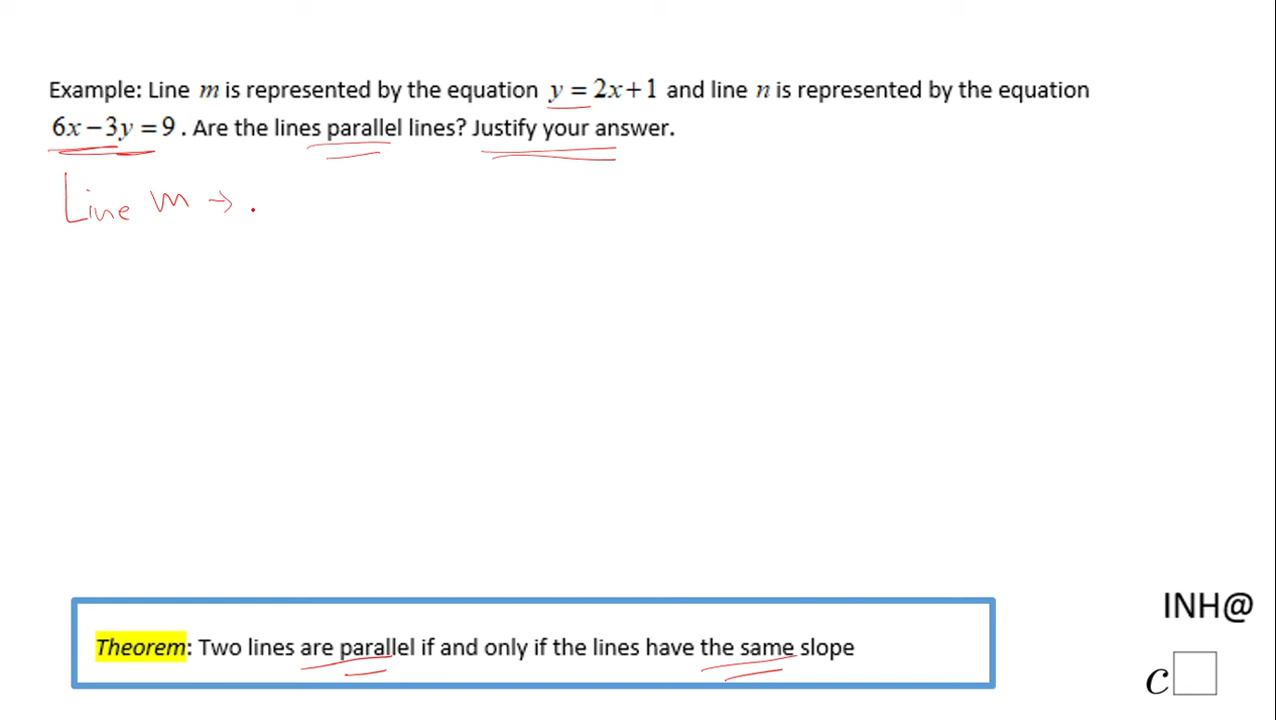 Example: Line m is represented by the equation y = 2x+1 and line n is represented by the equation
6x−3y = 9. Are the lines parallel lines? Justify your answer.
Line m →
Theorem: Two lines are parallel if and only if the lines have the same slope
INH@
c